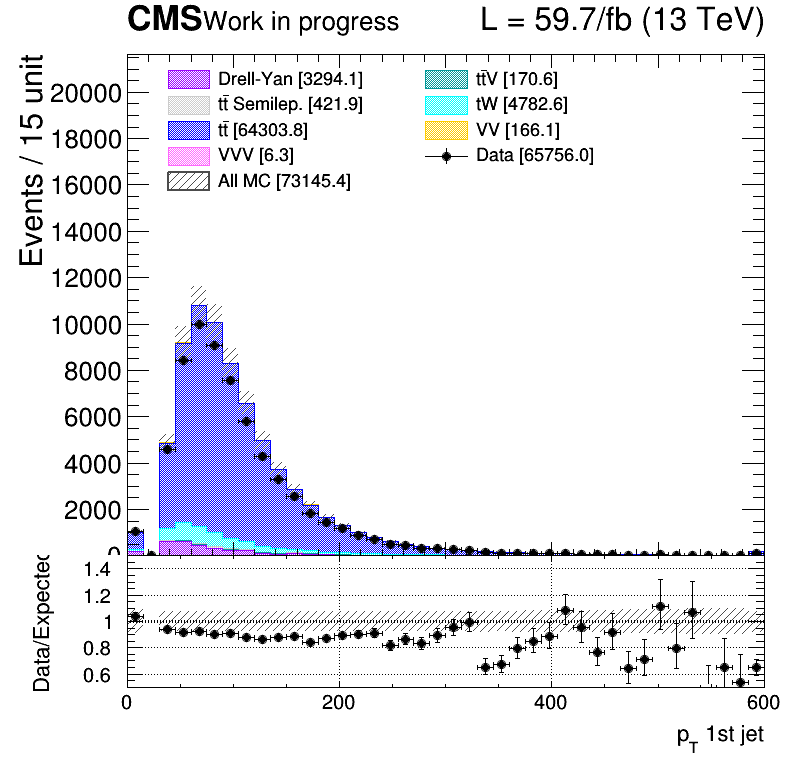 CMS Work in progress L = 59.7/fb (13 TeV)
Events / 15 unit
20000
18000
16000
14000
12000
10000
8000
6000
4000
2000
0
Drell-Yan [3294.1]
tt̄ Semilep. [421.9]
tt̄ [64303.8]
VVV [6.3]
All MC [73145.4]
tt̄V [170.6]
tW [4782.6]
VV [166.1]
Data [65756.0]
Data/Expected
1.4
1.2
1
0.8
0.6
0 200 400 600
p_T 1st jet